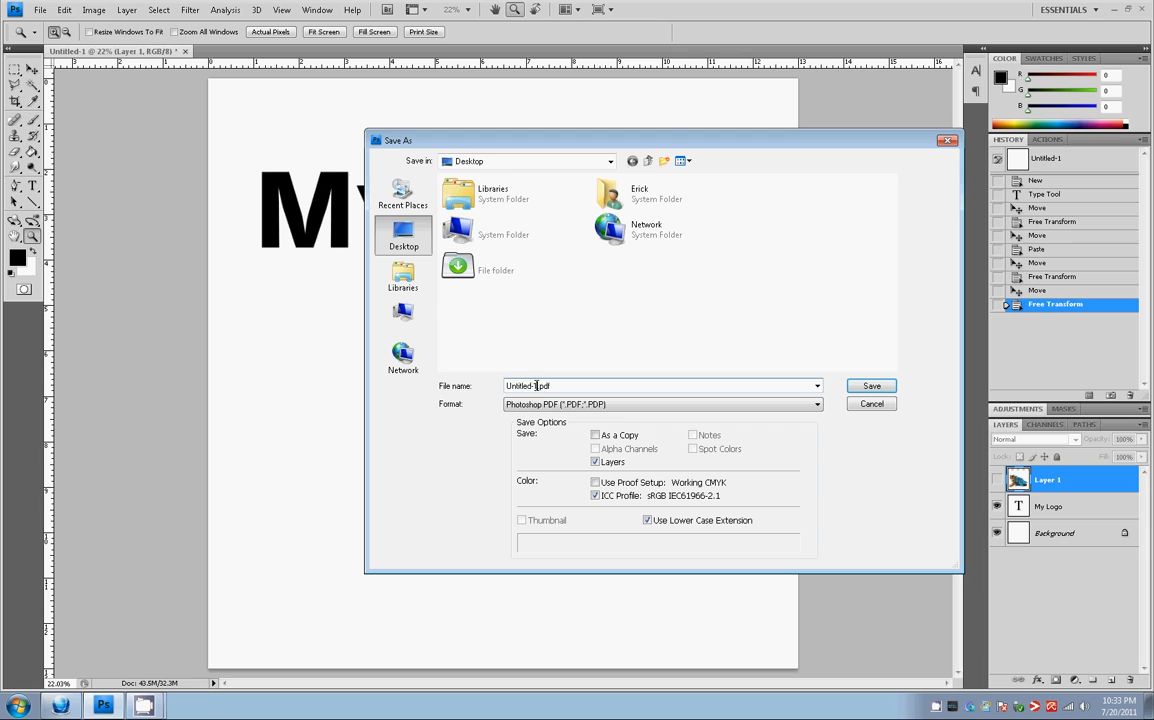 Ps File Edit Image Layer Select Filter Analysis 3D View Window Help Br 22% ESSENTIALS
Resize Windows To Fit Zoom All Windows Actual Pixels Fit Screen Fill Screen Print Size
Untitled-1 @ 22% (Layer 1, RGB/8) *
COLOR SWATCHES STYLES
R 0
G 0
B 0
HISTORY ACTIONS
Untitled-1
New
Type Tool
Move
Free Transform
Move
Paste
Move
Free Transform
Move
Free Transform
ADJUSTMENTS MASKS
LAYERS CHANNELS PATHS
Normal Opacity: 100%
Lock: Fill: 100%
Layer 1
T My Logo
Background
My
Save As
Save in: Desktop
Recent Places
Desktop
Libraries
Network
Libraries
System Folder
Erick
System Folder
System Folder
Network
System Folder
File folder
File name: Untitled-1.pdf Save
Format: Photoshop PDF (*.PDF;*.PDP) Cancel
Save Options
Save: As a Copy Notes
Alpha Channels Spot Colors
Layers
Color: Use Proof Setup: Working CMYK
ICC Profile: sRGB IEC61966-2.1
Thumbnail Use Lower Case Extension
22.03% Doc: 43.5M/32.3M
Ps
10:33 PM
7/20/2011